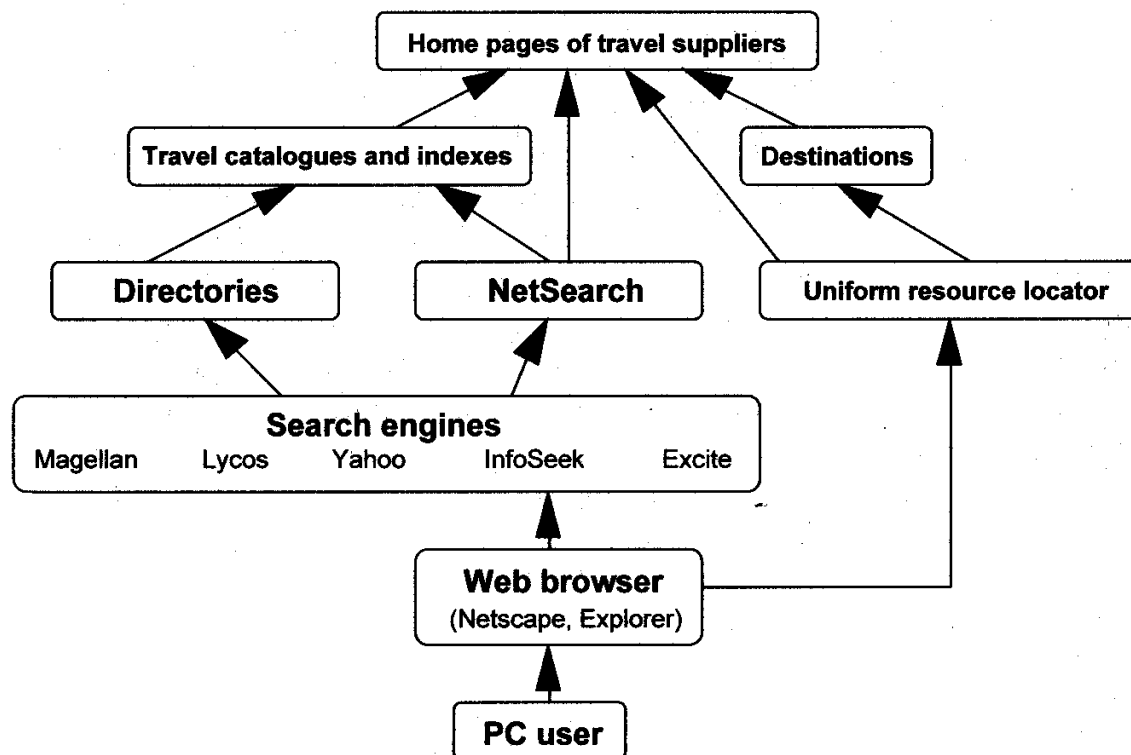 Home pages of travel suppliers
Travel catalogues and indexes
Destinations
Directories
NetSearch
Uniform resource locator
Search engines
Magellan Lycos Yahoo InfoSeek Excite
Web browser
(Netscape, Explorer)
PC user